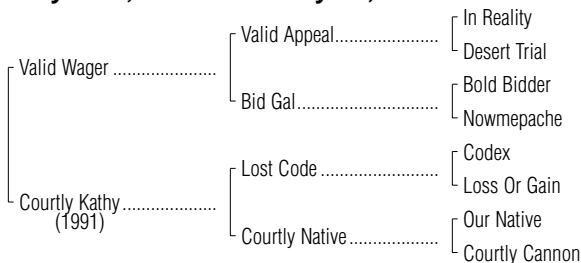 In Reality
Valid Appeal....................
Desert Trial
Valid Wager ....................
Bold Bidder
Bid Gal...........................
Nowmepache
Codex
Lost Code .......................
Loss Or Gain
Courtly Kathy ..................
(1991)
Our Native
Courtly Native..................
Courtly Cannon